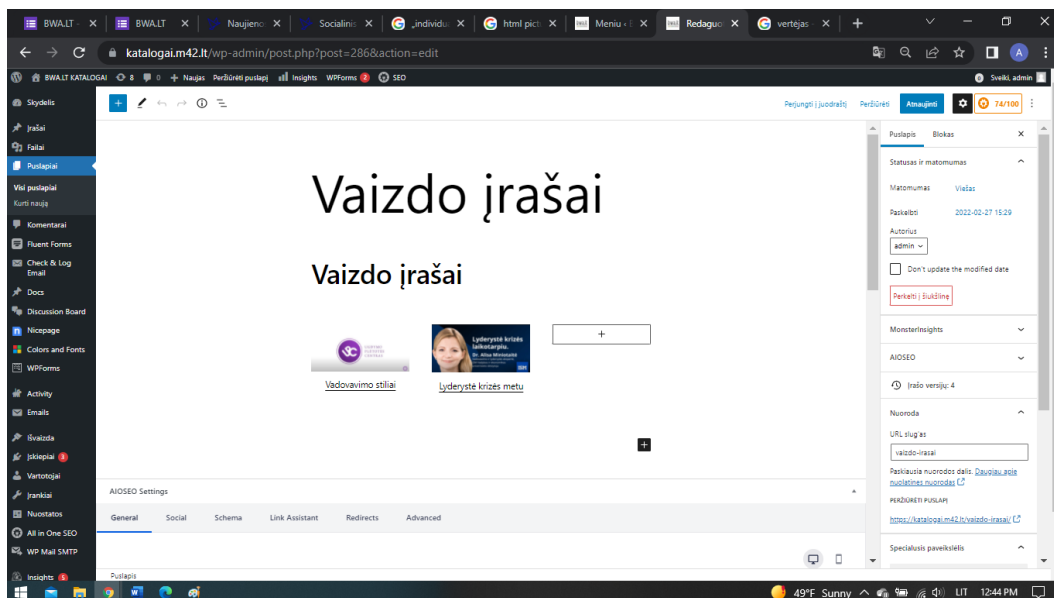 BWA.LT -
BWA.LT
Naujieno
Socialinis
„individu
html pict
Meniu ‹ B
Redaguo
vertėjas -
katalogai.m42.lt/wp-admin/post.php?post=286&action=edit
BWA.LT KATALOGAI 8 0 Naujas Peržiūrėti puslapį Insights WPForms 2 SEO
Sveiki, admin
Skydelis
Įrašai
Failai
Puslapiai
Visi puslapiai
Kurti naują
Komentarai
Fluent Forms
Check & Log
Email
Docs
Discussion Board
Nicepage
Colors and Fonts
WPForms
Activity
Emails
Išvaizda
Įskiepiai 3
Vartotojai
Įrankiai
Nuostatos
All in One SEO
WP Mail SMTP
Insights 5
Perjungti į juodraštį Peržiūrėti Atnaujinti 74/100
Vaizdo įrašai
Vaizdo įrašai
Lyderystė krizės
laikotarpiu.
Dr. Alisa Miniotaitė
Vadovavimo stiliai
Lyderystė krizės metu
AIOSEO Settings
General Social Schema Link Assistant Redirects Advanced
Puslapis
Puslapis Blokas
Statusas ir matomumas
Matomumas Viešas
Paskelbti 2022-02-27 15:29
Autorius
admin
Don't update the modified date
Perkelti į šiukšlinę
MonsterInsights
AIOSEO
Įrašo versijų: 4
Nuoroda
URL slug'as
vaizdo-irasai
Paskiausia nuorodos dalis. Daugiau apie
nuolatines nuorodas
PERŽIŪRĖTI PUSLAPĮ
https://katalogai.m42.lt/vaizdo-irasai/
Specialusis paveikslėlis
49°F Sunny LIT 12:44 PM